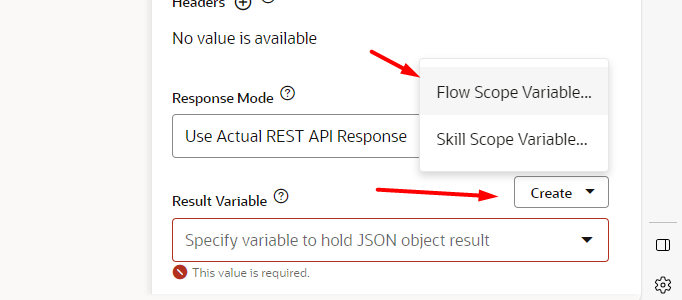 Headers
No value is available
Flow Scope Variable...
Response Mode
Use Actual REST API Response
Skill Scope Variable...
Create
Result Variable
Specify variable to hold JSON object result
This value is required.